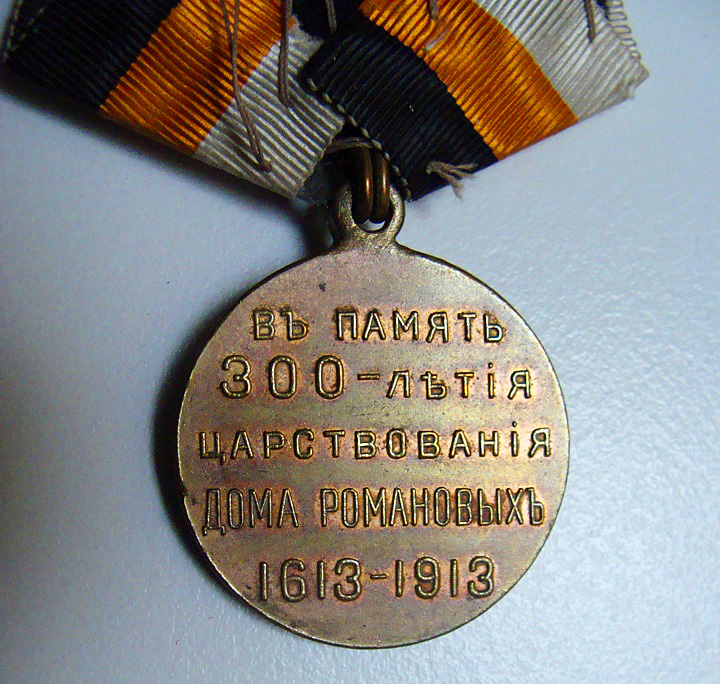 ВЪ ПАМЯТЬ
300-ЛѢТІЯ
ЦАРСТВОВАНІЯ
ДОМА РОМАНОВЫХЪ
1613-1913